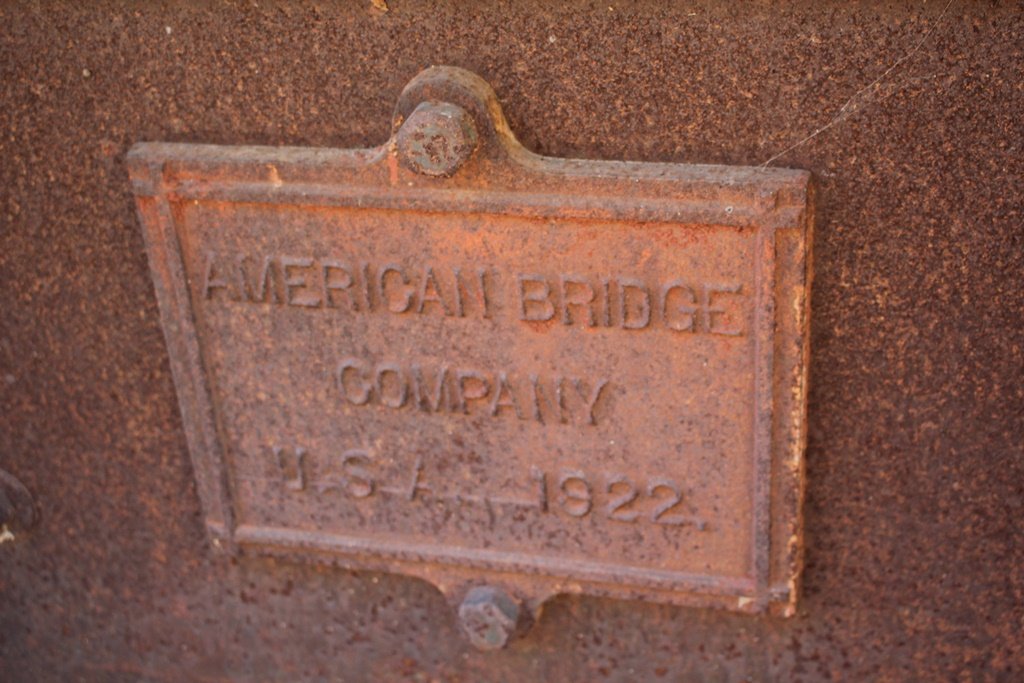 AMERICAN BRIDGE
COMPANY
U.S.A. 1922.